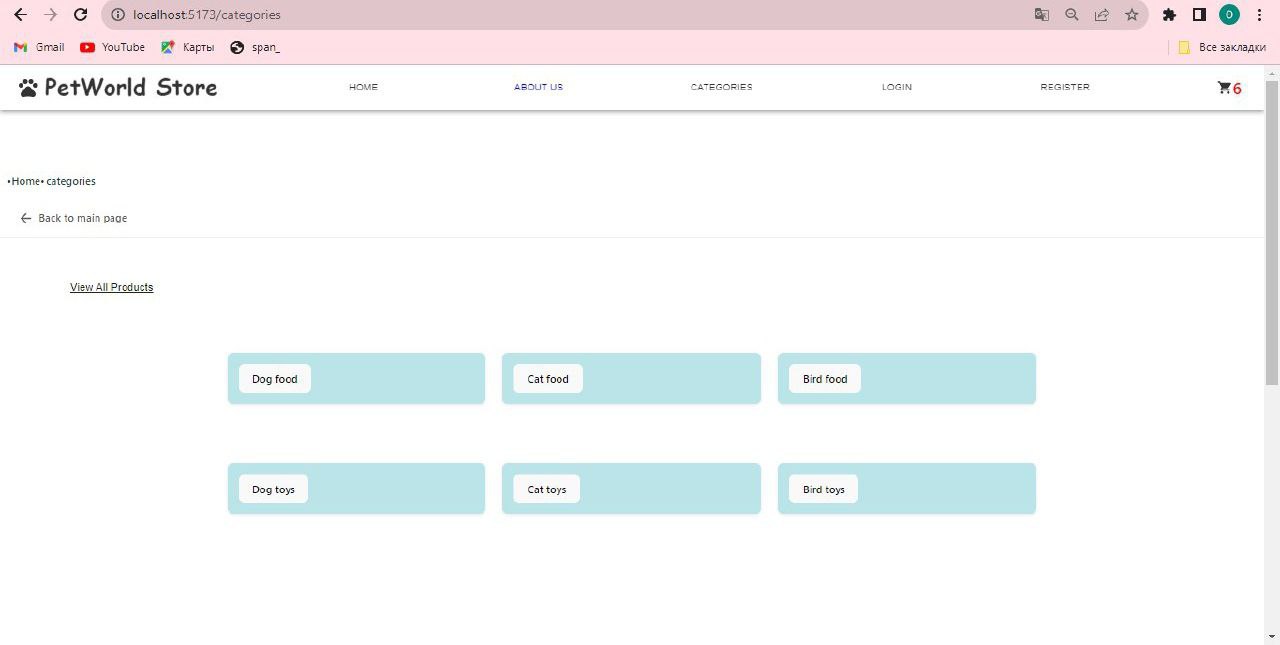 localhost:5173/categories
O
Gmail YouTube Карты span_ Все закладки
PetWorld Store HOME ABOUT US CATEGORIES LOGIN REGISTER 6
•Home• categories
Back to main page
View All Products
Dog food Cat food Bird food
Dog toys Cat toys Bird toys